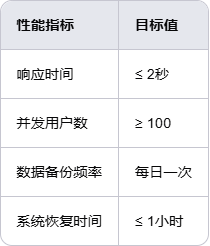 性能指标 目标值
响应时间 ≤ 2秒
并发用户数 ≥ 100
数据备份频率 每日一次
系统恢复时间 ≤ 1小时